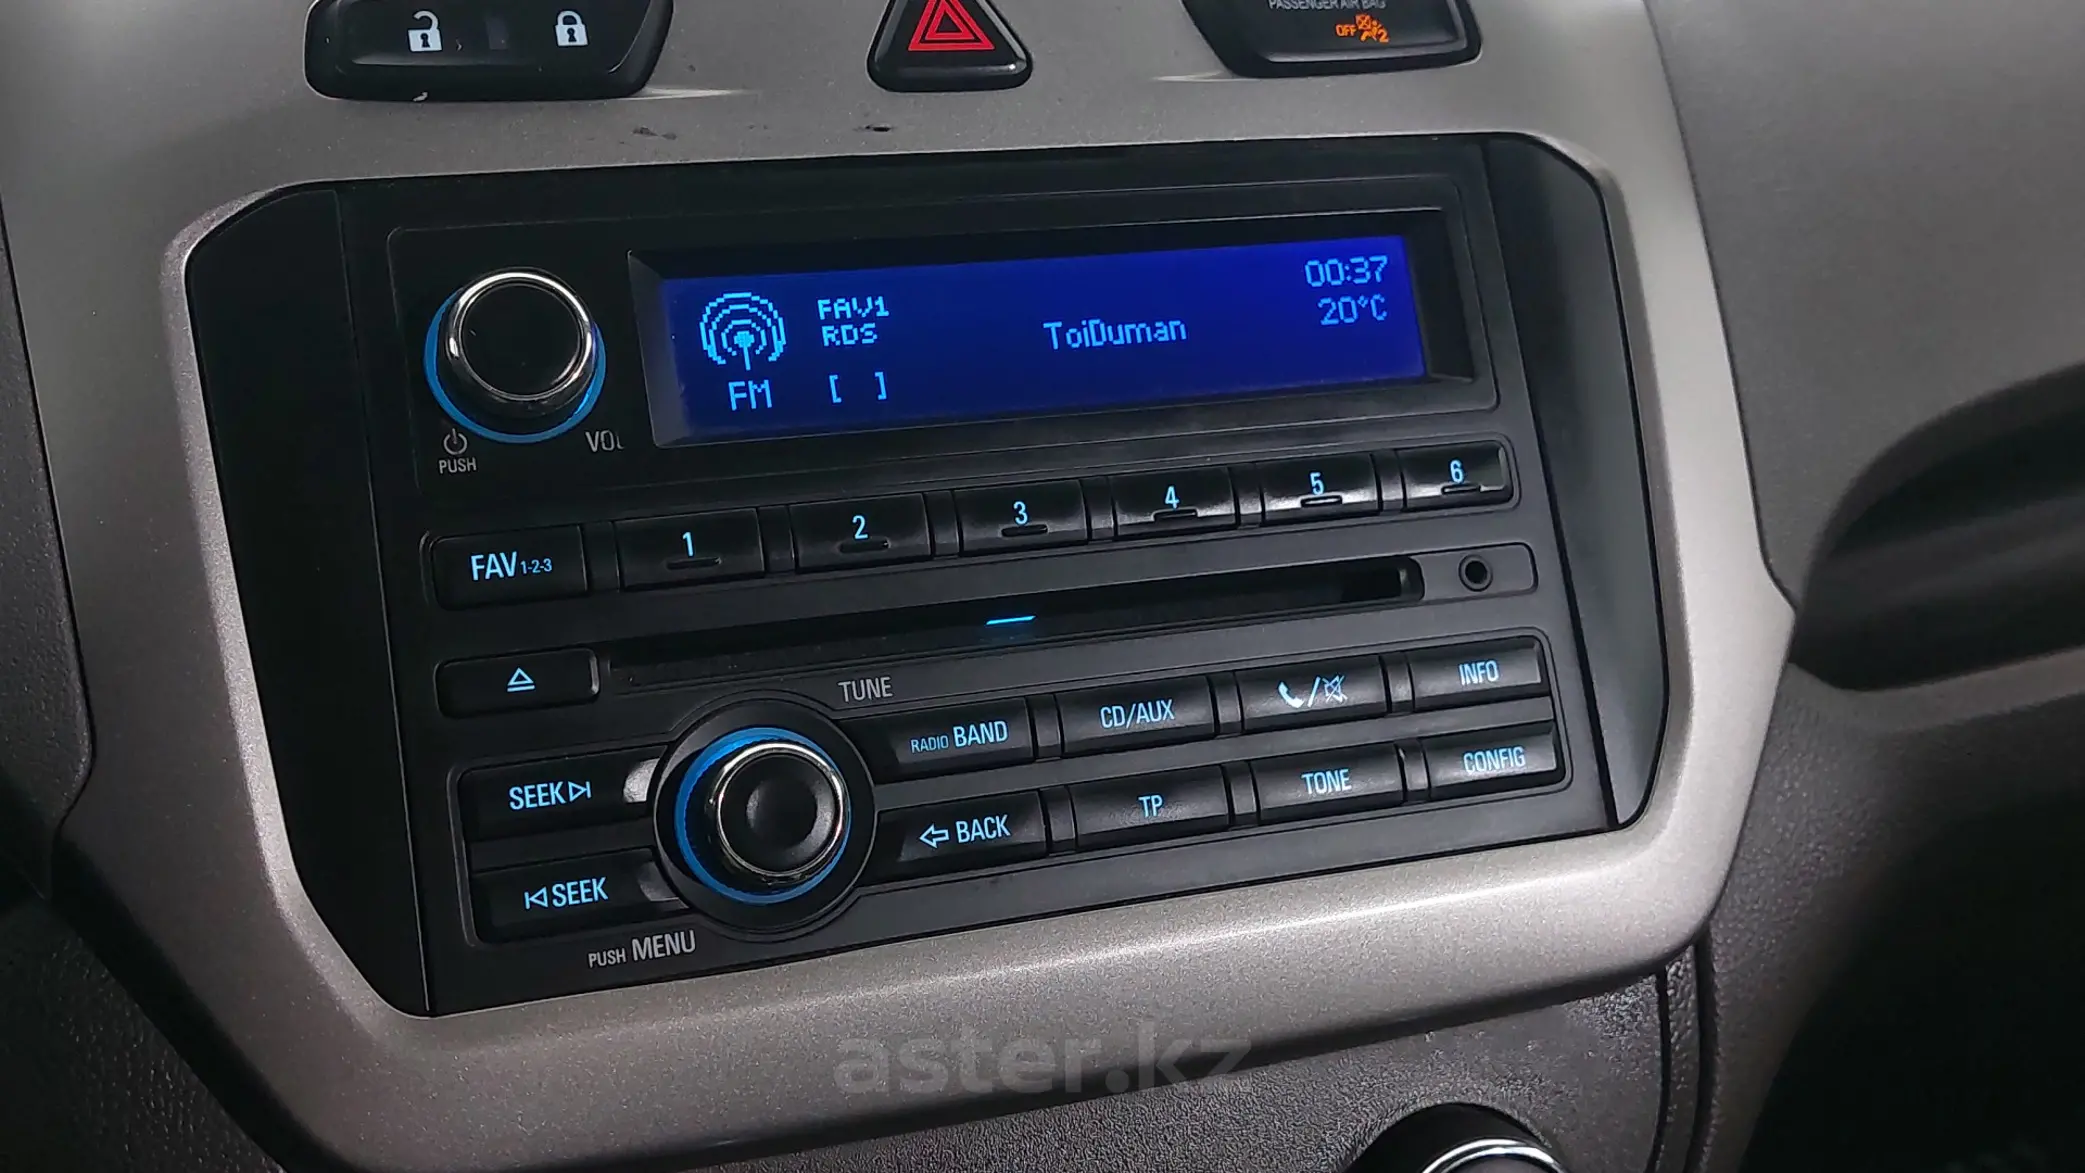 PASSENGER AIR BAG
OFF 2
00:37
FAV1
20°C
RDS
ToiDuman
FM [ ]
PUSH
VOL
FAV 1-2-3
1
2
3
4
5
6
TUNE
RADIO BAND
CD/AUX
INFO
SEEK
BACK
TP
TONE
CONFIG
SEEK
PUSH MENU
aster.kz